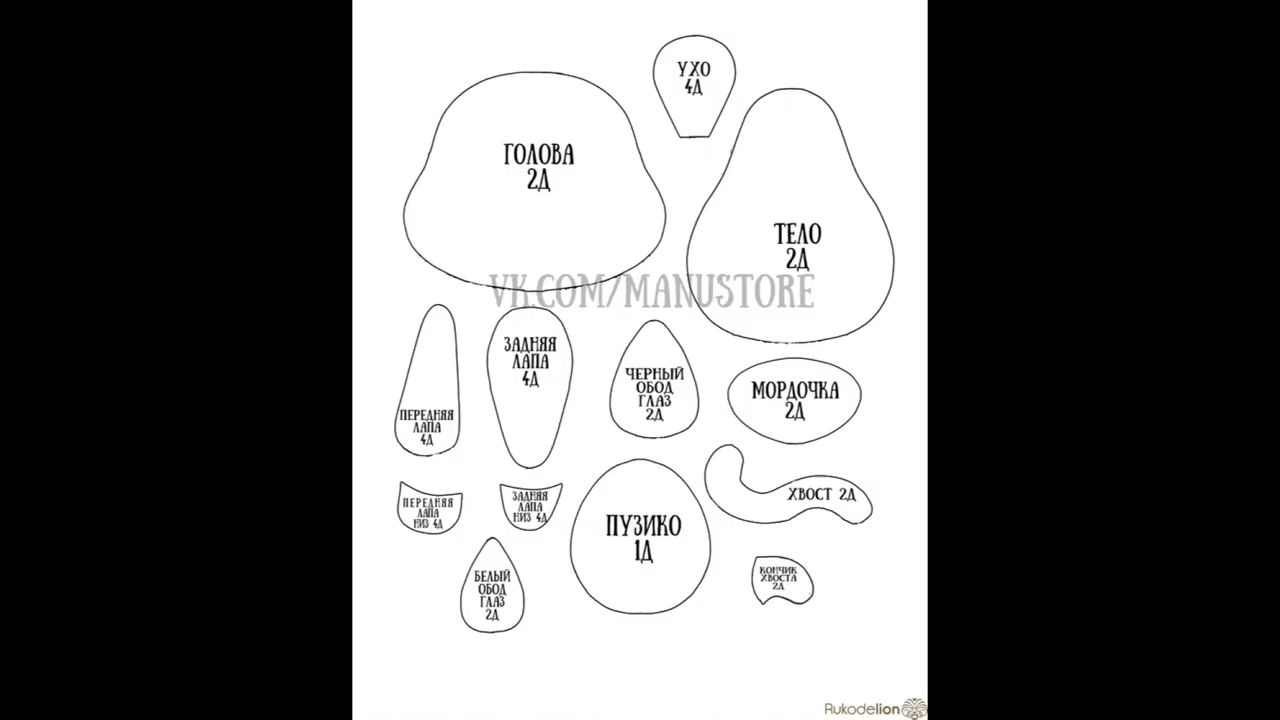 УХО
4Д
ГОЛОВА
2Д
ТЕЛО
2Д
VK.COM/MANUSTORE
ЗАДНЯЯ
ЛАПА
4Д
ЧЕРНЫЙ
ОБОД
ГЛАЗ
2Д
МОРДОЧКА
2Д
ПЕРЕДНЯЯ
ЛАПА
4Д
ПЕРЕДНЯЯ
ЛАПА
НИЗ 4Д
ЗАДНЯЯ
ЛАПА
НИЗ 4Д
ХВОСТ 2Д
ПУЗИКО
1Д
БЕЛЫЙ
ОБОД
ГЛАЗ
2Д
КОНЧИК
ХВОСТА
2Д
Rukodelion